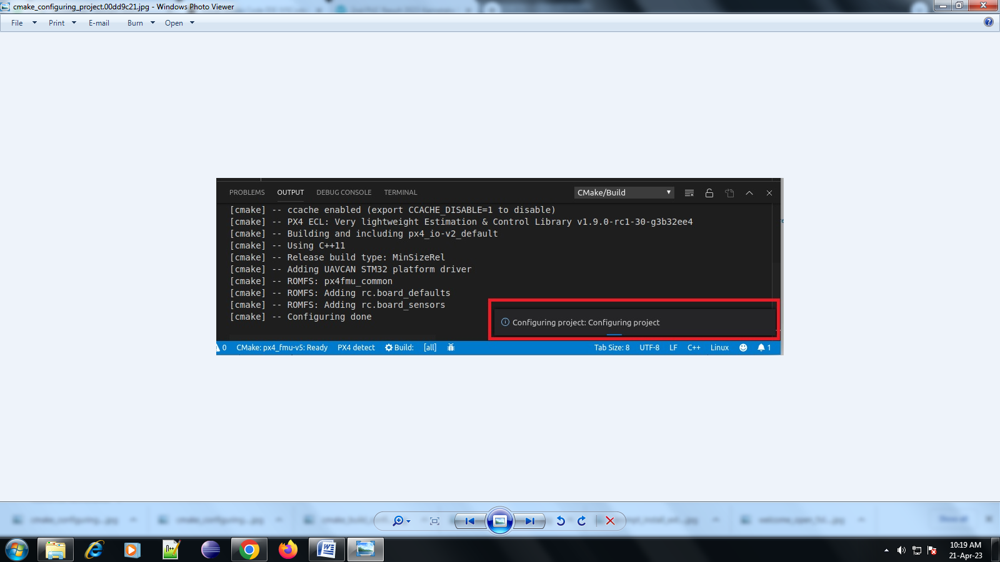 cmake_configuring_project.00dd9c21.jpg - Windows Photo Viewer
File Print E-mail Burn Open
PROBLEMS OUTPUT DEBUG CONSOLE TERMINAL CMake/Build
[cmake] -- ccache enabled (export CCACHE_DISABLE=1 to disable)
[cmake] -- PX4 ECL: Very lightweight Estimation & Control Library v1.9.0-rc1-30-g3b32ee4
[cmake] -- Building and including px4_io-v2_default
[cmake] -- Using C++11
[cmake] -- Release build type: MinSizeRel
[cmake] -- Adding UAVCAN STM32 platform driver
[cmake] -- ROMFS: px4fmu_common
[cmake] -- ROMFS: Adding rc.board_defaults
[cmake] -- ROMFS: Adding rc.board_sensors
[cmake] -- Configuring done
Configuring project: Configuring project
0 CMake: px4_fmu-v5: Ready PX4 detect Build: [all] Tab Size: 8 UTF-8 LF C++ Linux 1
10:19 AM
21-Apr-23